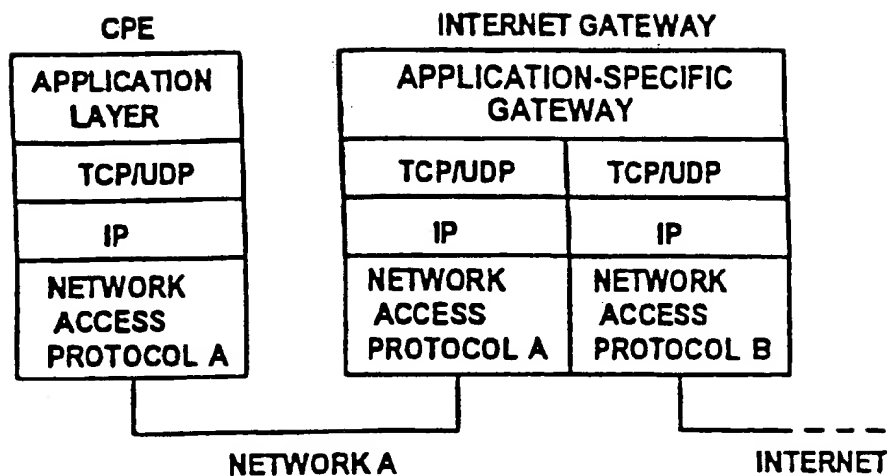 CPE
APPLICATION
LAYER
TCP/UDP
IP
NETWORK
ACCESS
PROTOCOL A
INTERNET GATEWAY
APPLICATION-SPECIFIC
GATEWAY
TCP/UDP
TCP/UDP
IP
IP
NETWORK
ACCESS
PROTOCOL A
NETWORK
ACCESS
PROTOCOL B
NETWORK A
INTERNET